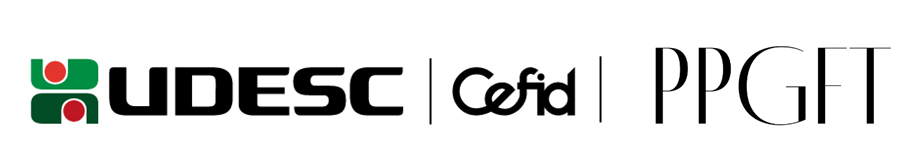 UDESC | Cefid | PPGFT